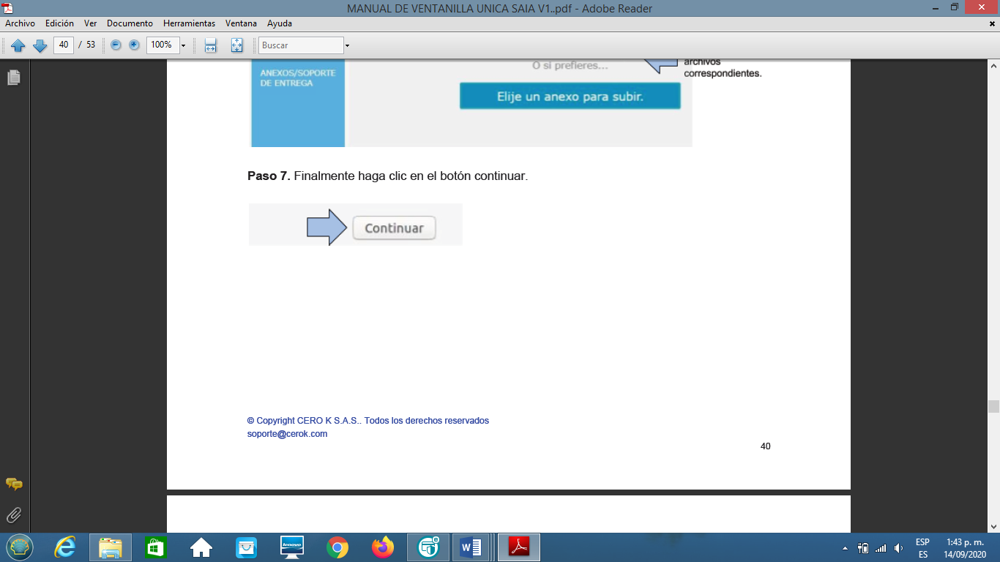 MANUAL DE VENTANILLA UNICA SAIA V1..pdf - Adobe Reader
Archivo Edición Ver Documento Herramientas Ventana Ayuda
40 / 53 100% Buscar
archivos
correspondientes.
O si prefieres...
ANEXOS/SOPORTE
DE ENTREGA
Elije un anexo para subir.
Paso 7. Finalmente haga clic en el botón continuar.
Continuar
© Copyright CERO K S.A.S.. Todos los derechos reservados
soporte@cerok.com
40
lenovo
8
W
ESP
ES
1:43 p. m.
14/09/2020